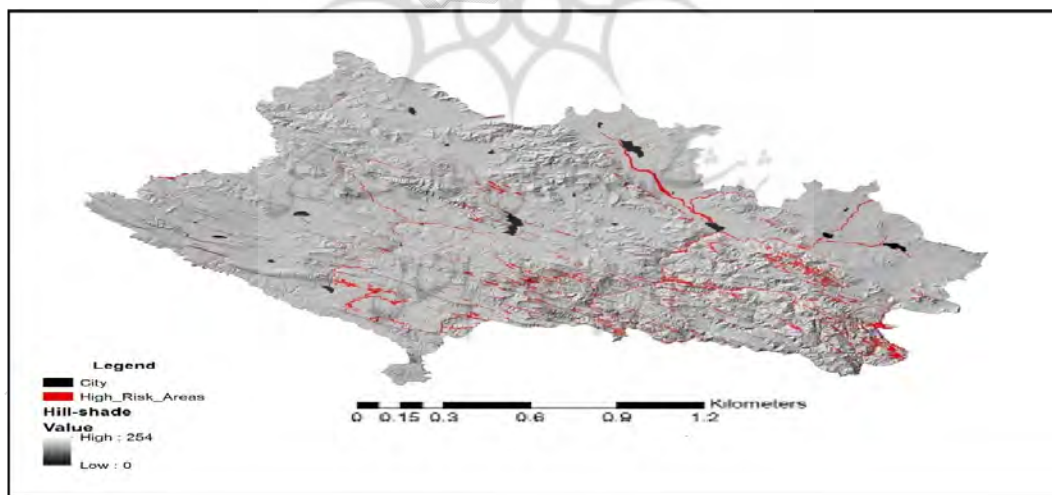 Legend
City
High_Risk_Areas
Hill-shade
Value
High : 254
Low : 0
Kilometers
0 0.15 0.3 0.6 0.9 1.2